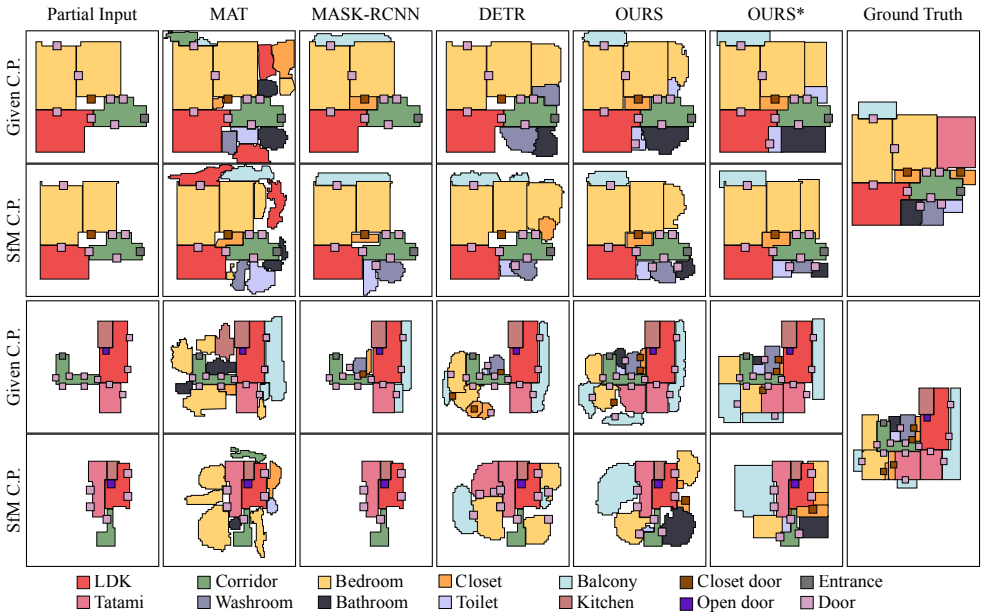 Partial Input MAT MASK-RCNN DETR OURS OURS* Ground Truth
Given C.P.
SfM C.P.
Given C.P.
SfM C.P.
LDK Corridor Bedroom Closet Balcony Closet door Entrance
Tatami Washroom Bathroom Toilet Kitchen Open door Door